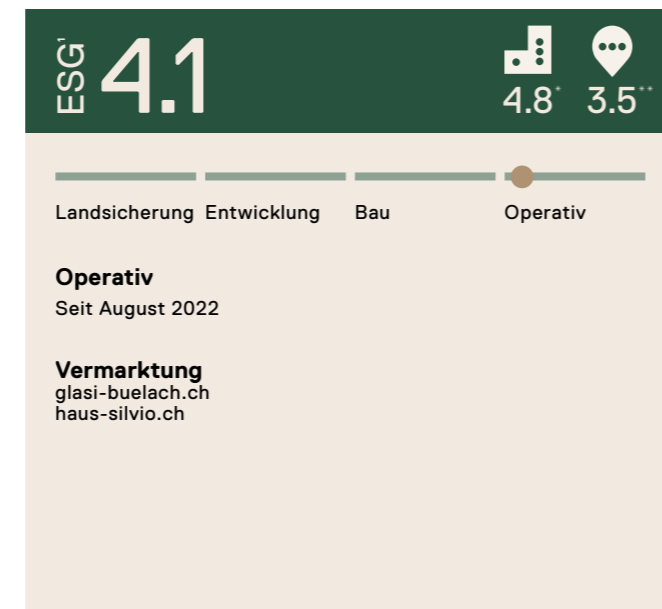 ESG¹ 4.1
4.8* 3.5**
Landsicherung Entwicklung Bau Operativ
Operativ
Seit August 2022
Vermarktung
glasi-buelach.ch
haus-silvio.ch